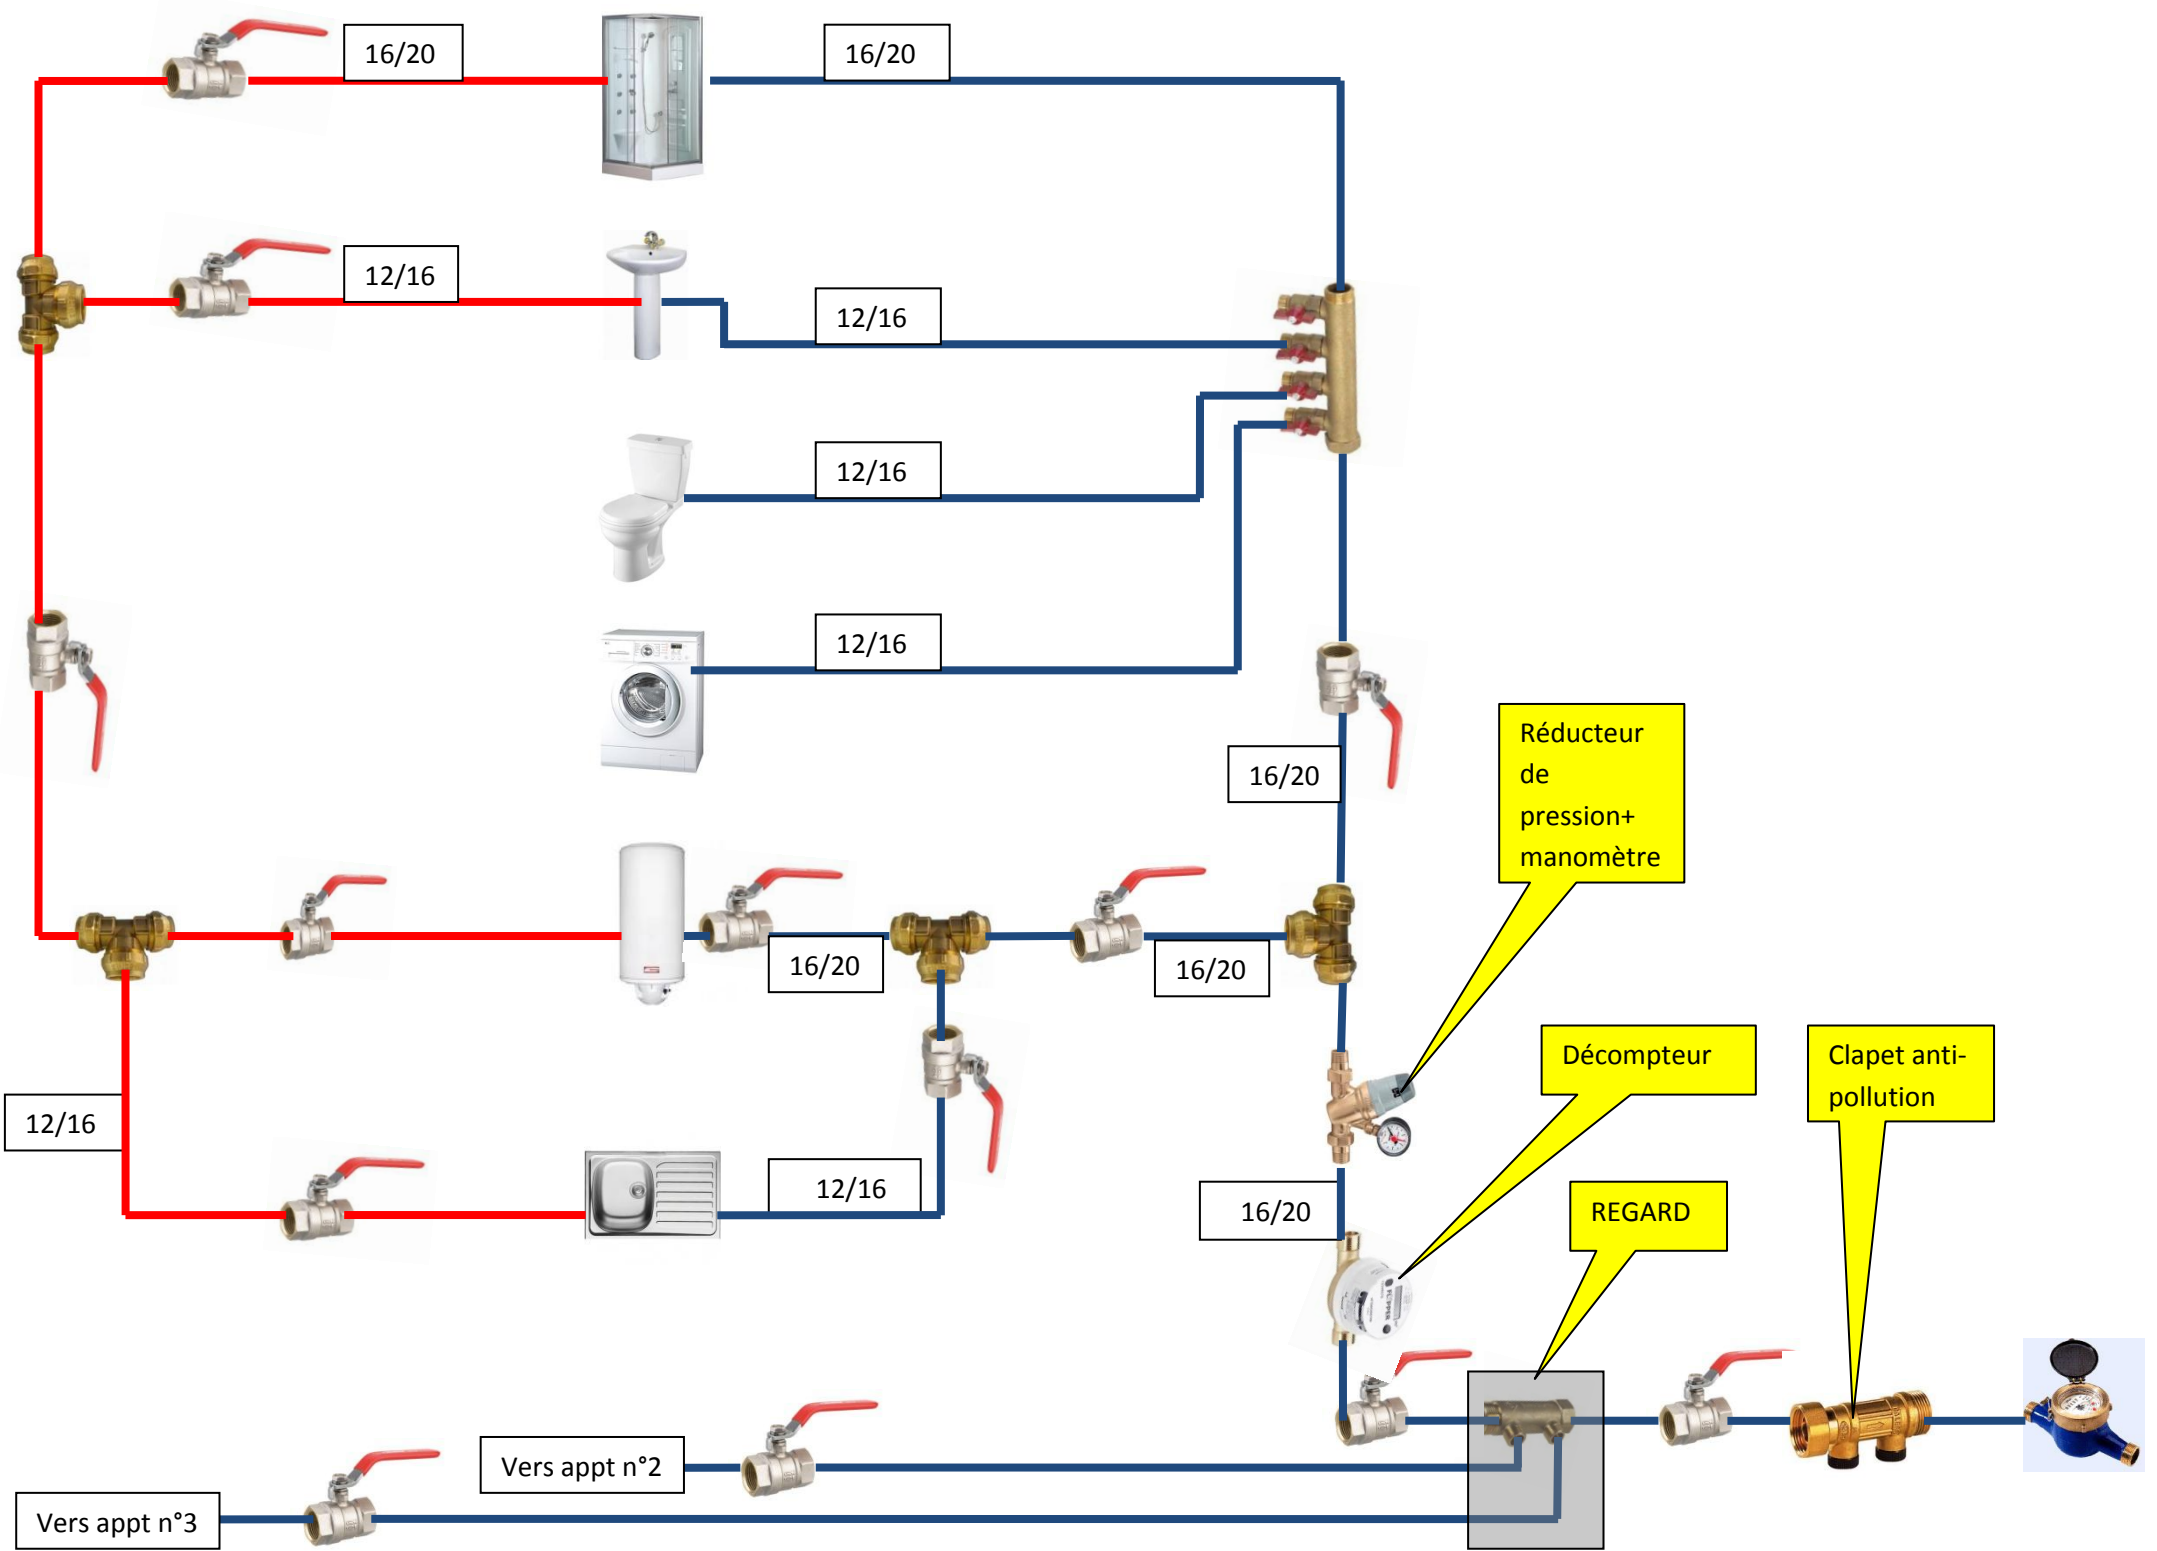 16/20
16/20
12/16
12/16
12/16
12/16
Réducteur
de
pression+
manomètre
16/20
16/20
16/20
Décompteur
Clapet anti-
pollution
12/16
12/16
16/20
REGARD
Vers appt n°2
Vers appt n°3